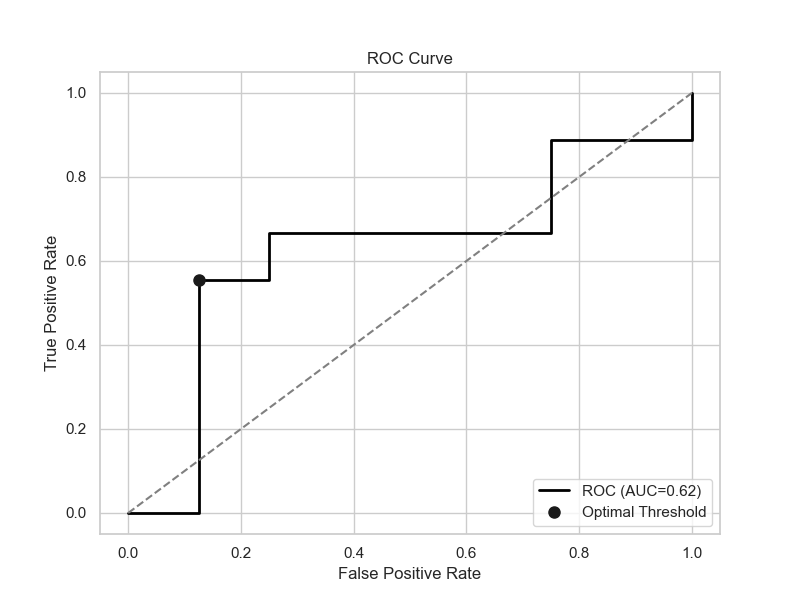 ROC Curve
1.0
0.8
0.6
0.4
0.2
0.0
True Positive Rate
0.0 0.2 0.4 0.6 0.8 1.0
False Positive Rate
ROC (AUC=0.62)
Optimal Threshold